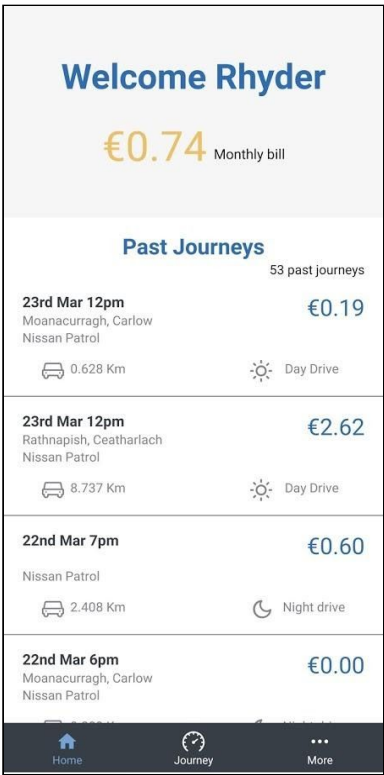 Welcome Rhyder
€0.74 Monthly bill
Past Journeys
53 past journeys
23rd Mar 12pm
€0.19
Moanacurragh, Carlow
Nissan Patrol
0.628 Km
Day Drive
23rd Mar 12pm
€2.62
Rathnapish, Ceatharlach
Nissan Patrol
8.737 Km
Day Drive
22nd Mar 7pm
€0.60
Nissan Patrol
2.408 Km
Night drive
22nd Mar 6pm
€0.00
Moanacurragh, Carlow
Nissan Patrol
Home
Journey
More